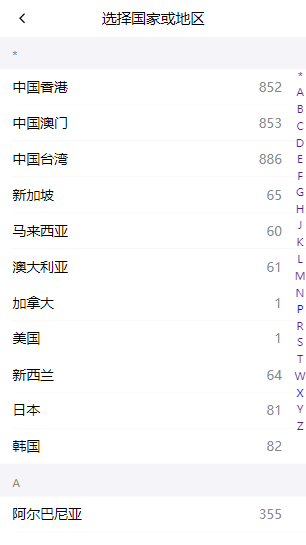 选择国家或地区
*
中国香港 852
中国澳门 853
中国台湾 886
新加坡 65
马来西亚 60
澳大利亚 61
加拿大 1
美国 1
新西兰 64
日本 81
韩国 82
A
阿尔巴尼亚 355
*
A
B
C
D
E
F
G
H
J
K
L
M
N
P
R
S
T
W
X
Y
Z